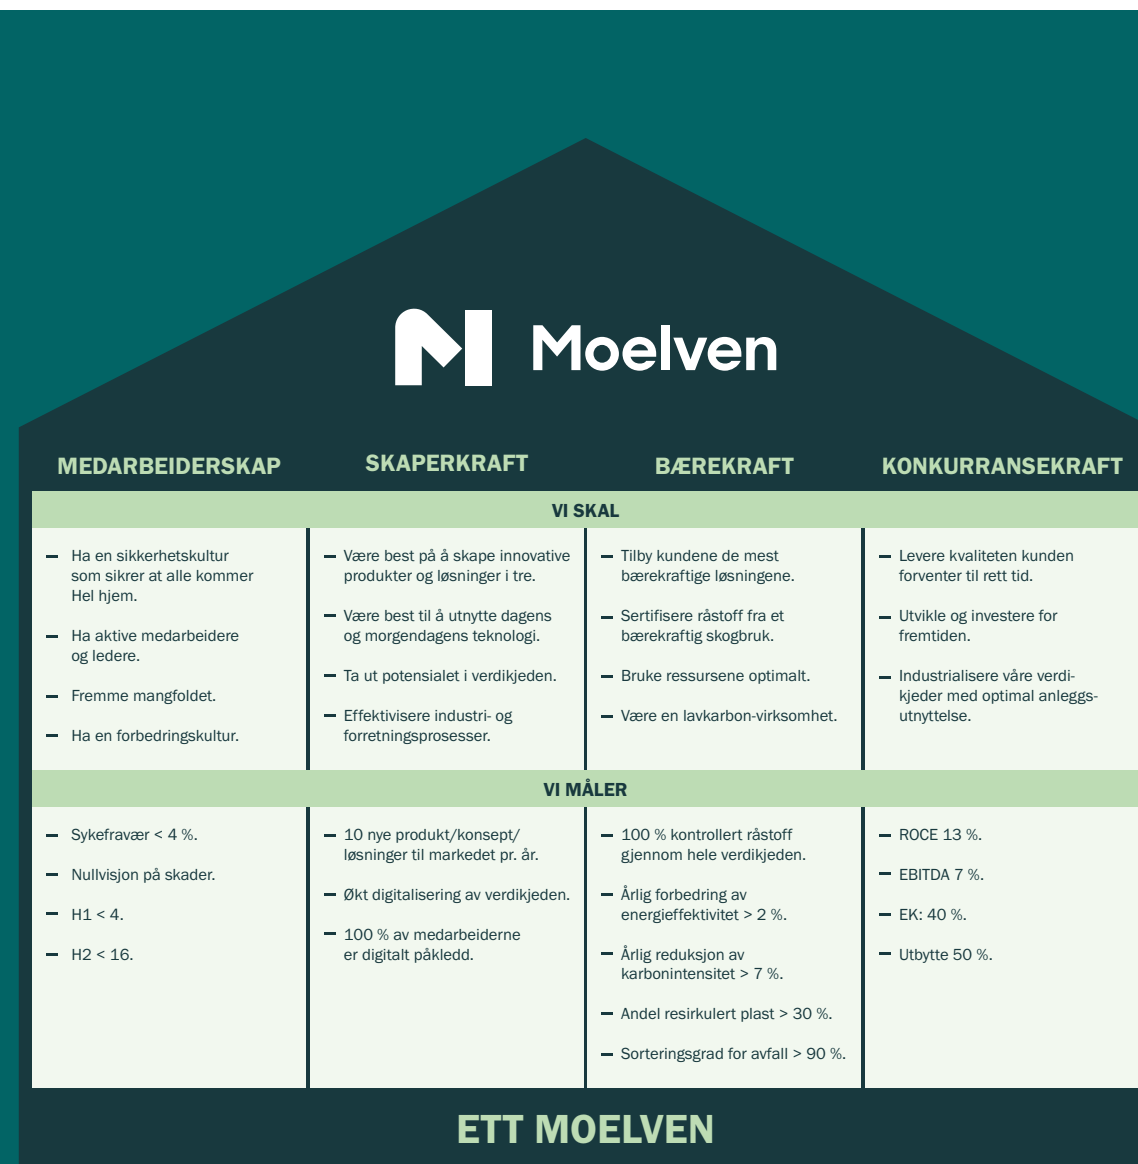 Moelven
MEDARBEIDERSKAP
SKAPERKRAFT
BÆREKRAFT
KONKURRANSEKRAFT
VI SKAL
– Ha en sikkerhetskultur
som sikrer at alle kommer
Hel hjem.
– Ha aktive medarbeidere
og ledere.
– Fremme mangfoldet.
– Ha en forbedringskultur.
– Være best på å skape innovative
produkter og løsninger i tre.
– Være best til å utnytte dagens
og morgendagens teknologi.
– Ta ut potensialet i verdikjeden.
– Effektivisere industri- og
forretningsprosesser.
– Tilby kundene de mest
bærekraftige løsningene.
– Sertifisere råstoff fra et
bærekraftig skogbruk.
– Bruke ressursene optimalt.
– Være en lavkarbon-virksomhet.
– Levere kvaliteten kunden
forventer til rett tid.
– Utvikle og investere for
fremtiden.
– Industrialisere våre verdi-
kjeder med optimal anleggs-
utnyttelse.
VI MÅLER
– Sykefravær < 4 %.
– Nullvisjon på skader.
– H1 < 4.
– H2 < 16.
– 10 nye produkt/konsept/
løsninger til markedet pr. år.
– Økt digitalisering av verdikjeden.
– 100 % av medarbeiderne
er digitalt påkledd.
– 100 % kontrollert råstoff
gjennom hele verdikjeden.
– Årlig forbedring av
energieffektivitet > 2 %.
– Årlig reduksjon av
karbonintensitet > 7 %.
– Andel resirkulert plast > 30 %.
– Sorteringsgrad for avfall > 90 %.
– ROCE 13 %.
– EBITDA 7 %.
– EK: 40 %.
– Utbytte 50 %.
ETT MOELVEN